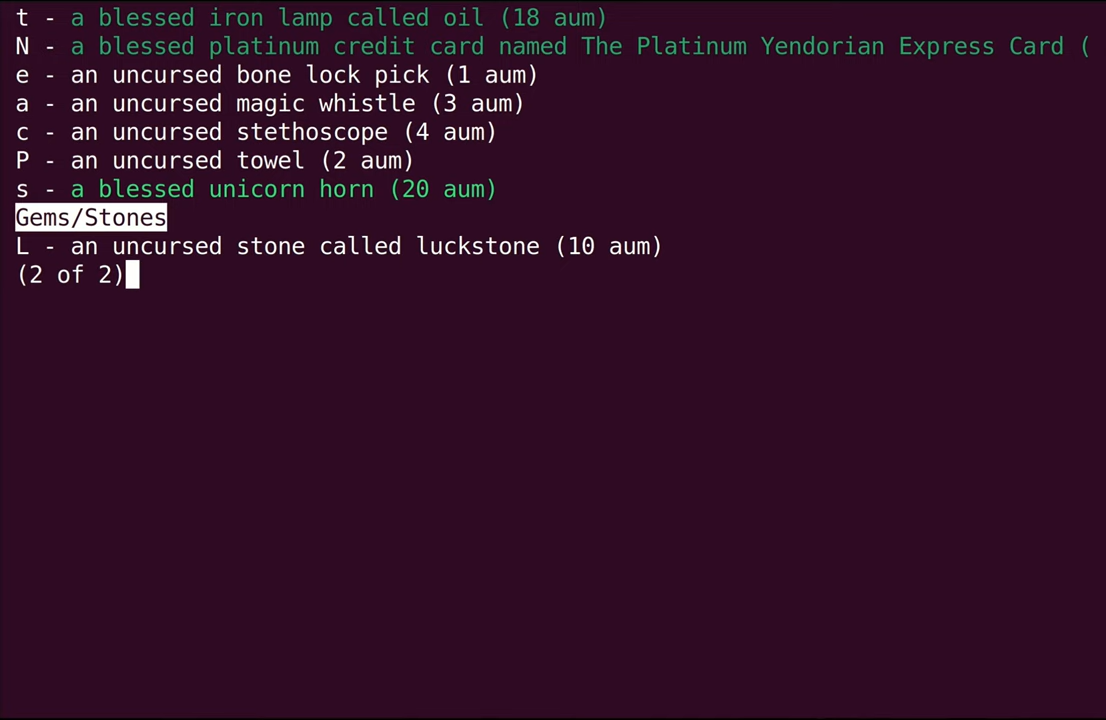 t - a blessed iron lamp called oil (18 aum)
N - a blessed platinum credit card named The Platinum Yendorian Express Card (
e - an uncursed bone lock pick (1 aum)
a - an uncursed magic whistle (3 aum)
c - an uncursed stethoscope (4 aum)
P - an uncursed towel (2 aum)
s - a blessed unicorn horn (20 aum)
Gems/Stones
L - an uncursed stone called luckstone (10 aum)
(2 of 2)